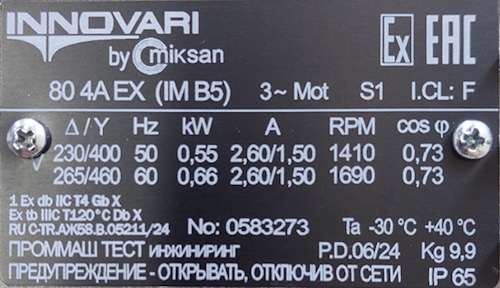 INNOVARI
by miksan
Ex EAC
80 4A EX (IM B5) 3~ Mot S1 I.CL: F
Δ/Y Hz kW A RPM cos φ
V 230/400 50 0,55 2,60/1,50 1410 0,73
265/460 60 0,66 2,60/1,50 1690 0,73
1 Ex db IIC T4 Gb X
Ex tb IIIC T120°C Db X
RU C-TR.АЖ58.В.05211/24 No: 0583273 Ta -30 °C +40 °C
ПРОММАШ ТЕСТ ИНЖИНИРИНГ P.D.06/24 Kg 9,9
ПРЕДУПРЕЖДЕНИЕ - ОТКРЫВАТЬ, ОТКЛЮЧИВ ОТ СЕТИ IP 65